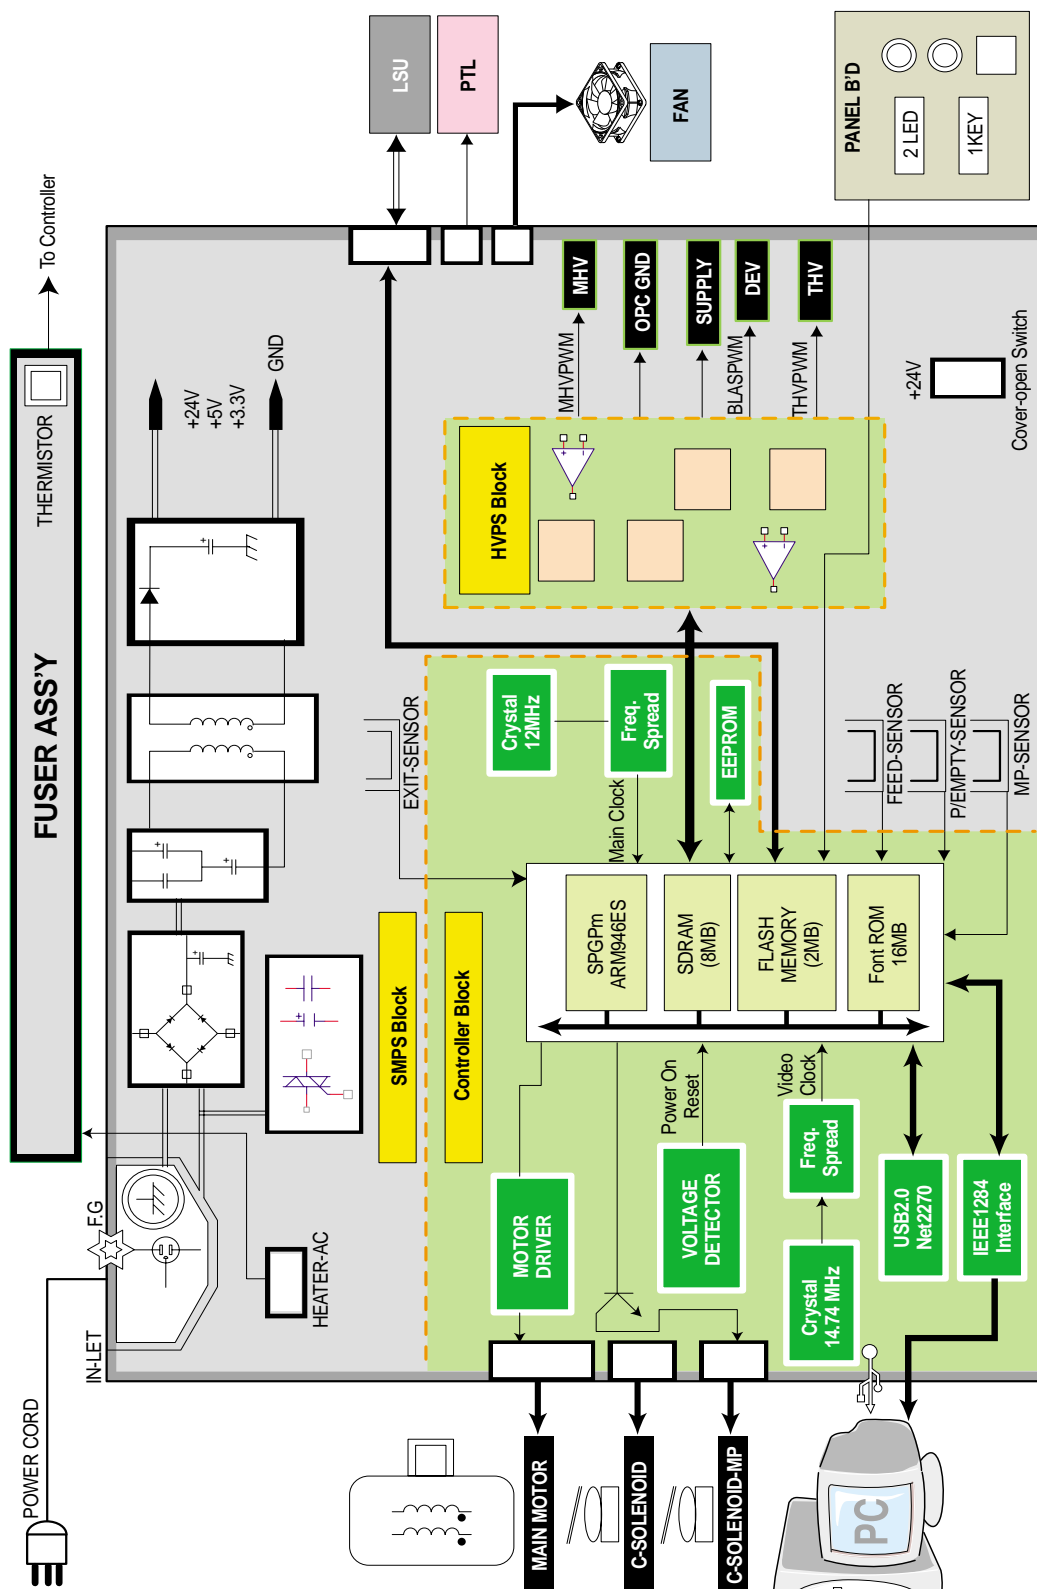 POWER CORD
IN-LET
F.G
FUSER ASS'Y
THERMISTOR
To Controller
HEATER-AC
+24V
+5V
+3.3V
GND
LSU
PTL
FAN
PANEL B'D
2 LED
1KEY
SMPS Block
Controller Block
HVPS Block
EXIT-SENSOR
Crystal
12MHz
Freq.
Spread
Main Clock
EEPROM
MHVPWM
MHV
OPC GND
SUPPLY
BLASPWM
DEV
THVPWM
THV
+24V
Cover-open Switch
FEED-SENSOR
P/EMPTY-SENSOR
MP-SENSOR
SPGPm
ARM946ES
SDRAM
(8MB)
FLASH
MEMORY
(2MB)
Font ROM
16MB
MOTOR
DRIVER
VOLTAGE
DETECTOR
Power On
Reset
Video
Clock
Freq.
Spread
Crystal
14.74 MHz
USB2.0
Net2270
IEEE1284
Interface
MAIN MOTOR
C-SOLENOID
C-SOLENOID-MP
PC